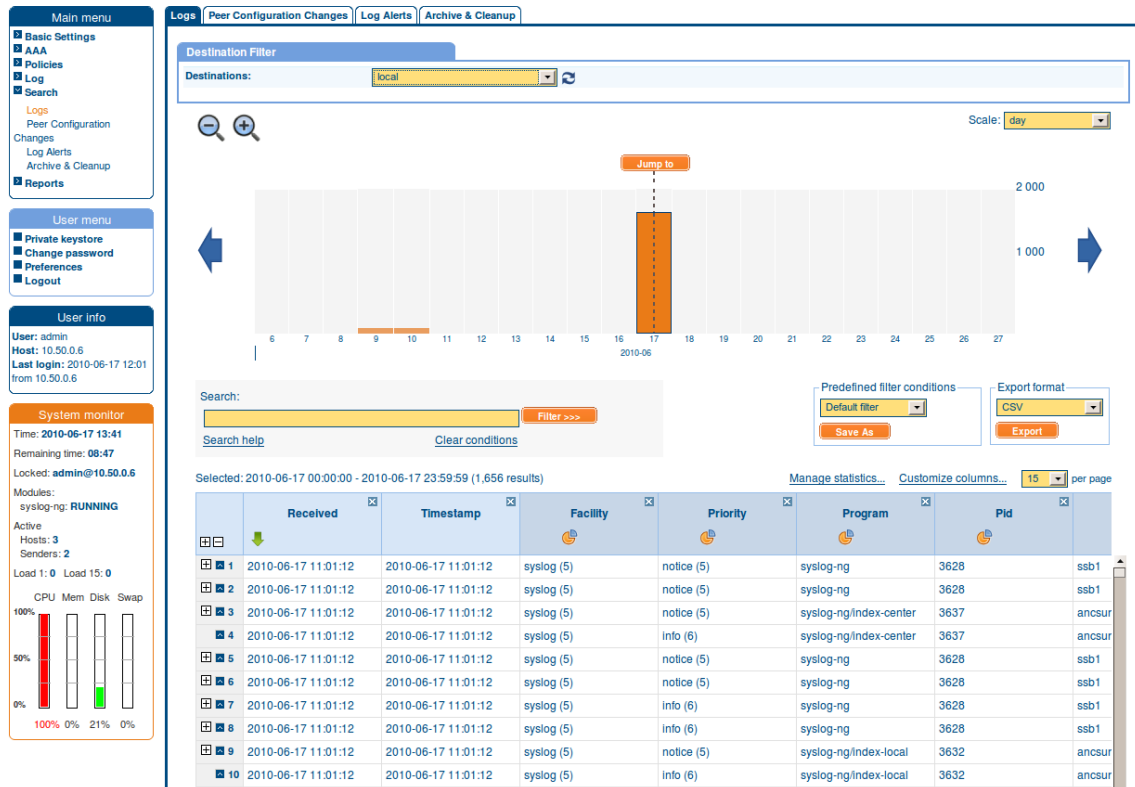 Main menu
Basic Settings
AAA
Policies
Log
Search
Logs
Peer Configuration
Changes
Log Alerts
Archive & Cleanup
Reports
User menu
Private keystore
Change password
Preferences
Logout
User info
User: admin
Host: 10.50.0.6
Last login: 2010-06-17 12:01
from 10.50.0.6
System monitor
Time: 2010-06-17 13:41
Remaining time: 08:47
Locked: admin@10.50.0.6
Modules:
syslog-ng: RUNNING
Active
Hosts: 3
Senders: 2
Load 1: 0 Load 15: 0
CPU Mem Disk Swap
100%
50%
0%
100% 0% 21% 0%
Logs Peer Configuration Changes Log Alerts Archive & Cleanup
Destination Filter
Destinations: local
Scale: day
Jump to
2 000
1 000
6 7 8 9 10 11 12 13 14 15 16 17 18 19 20 21 22 23 24 25 26 27
2010-06
Search:
Filter >>>
Search help Clear conditions
Predefined filter conditions
Default filter
Save As
Export format
CSV
Export
Selected: 2010-06-17 00:00:00 - 2010-06-17 23:59:59 (1,656 results) Manage statistics... Customize columns... 15 per page
Received Timestamp Facility Priority Program Pid
1 2010-06-17 11:01:12 2010-06-17 11:01:12 syslog (5) notice (5) syslog-ng 3628 ssb1
2 2010-06-17 11:01:12 2010-06-17 11:01:12 syslog (5) notice (5) syslog-ng 3628 ssb1
3 2010-06-17 11:01:12 2010-06-17 11:01:12 syslog (5) notice (5) syslog-ng/index-center 3637 ancsur
4 2010-06-17 11:01:12 2010-06-17 11:01:12 syslog (5) info (6) syslog-ng/index-center 3637 ancsur
5 2010-06-17 11:01:12 2010-06-17 11:01:12 syslog (5) notice (5) syslog-ng 3628 ssb1
6 2010-06-17 11:01:12 2010-06-17 11:01:12 syslog (5) notice (5) syslog-ng 3628 ssb1
7 2010-06-17 11:01:12 2010-06-17 11:01:12 syslog (5) info (6) syslog-ng 3628 ssb1
8 2010-06-17 11:01:12 2010-06-17 11:01:12 syslog (5) info (6) syslog-ng 3628 ssb1
9 2010-06-17 11:01:12 2010-06-17 11:01:12 syslog (5) notice (5) syslog-ng/index-local 3632 ancsur
10 2010-06-17 11:01:12 2010-06-17 11:01:12 syslog (5) info (6) syslog-ng/index-local 3632 ancsur